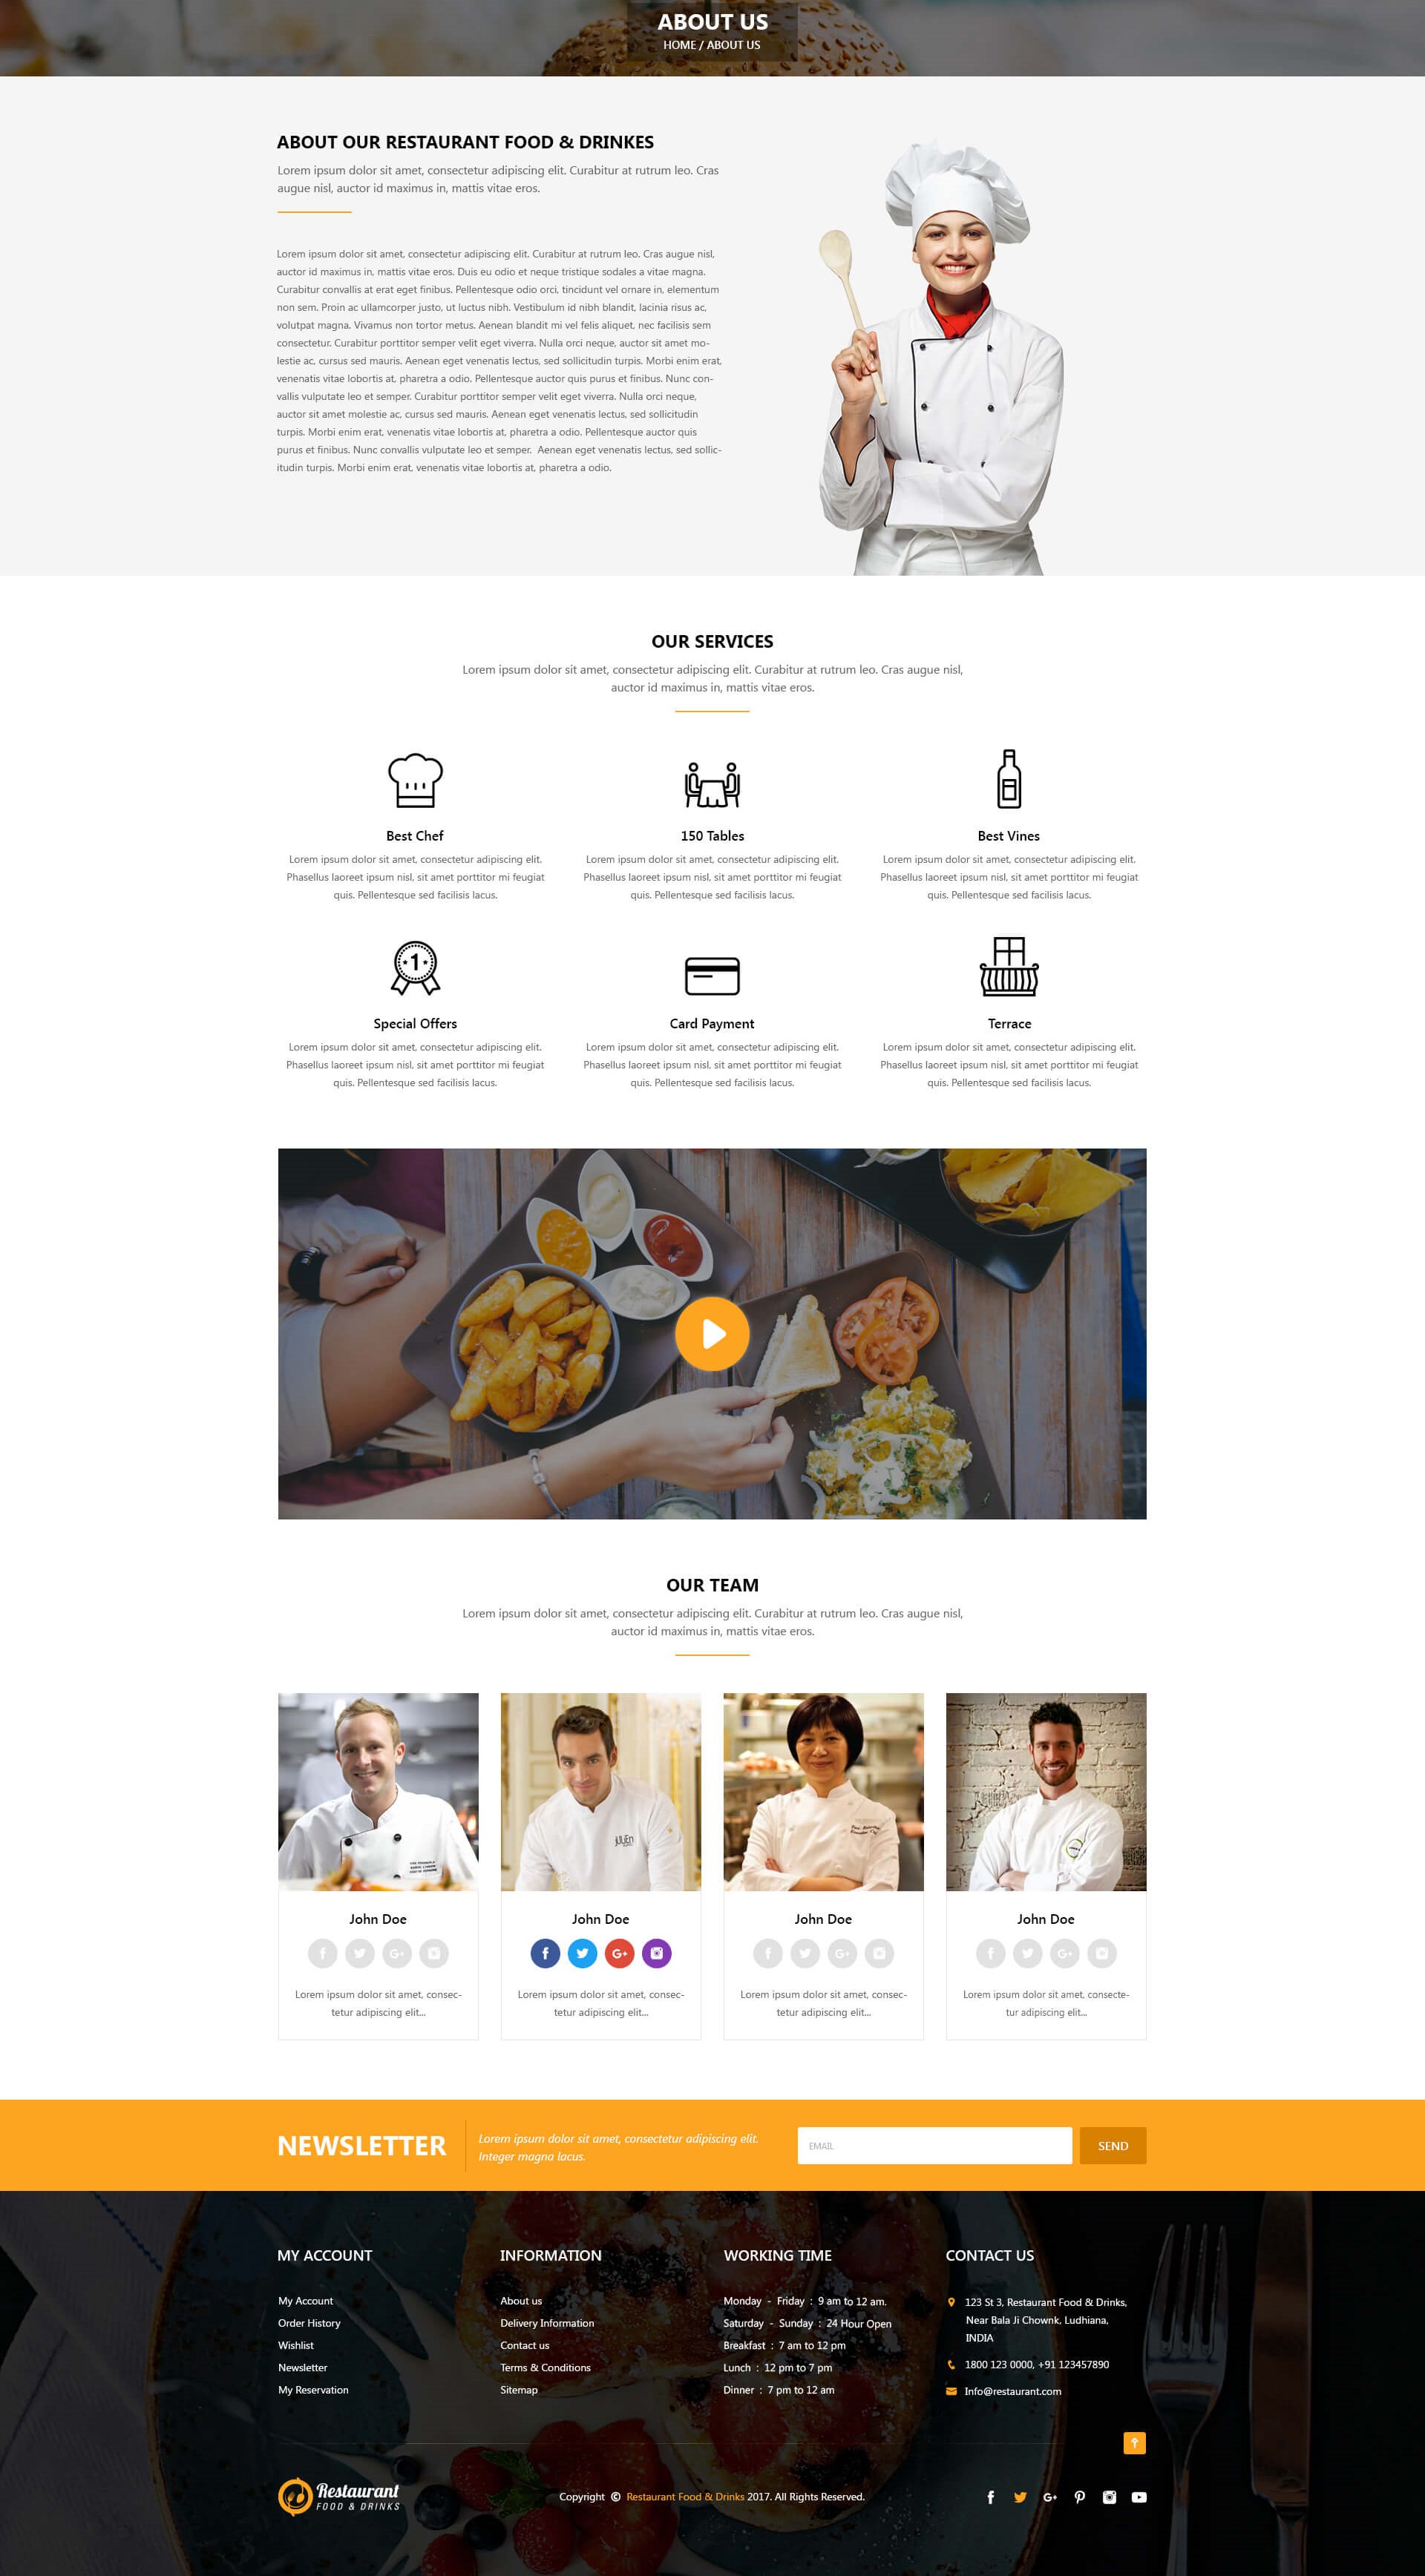 ABOUT US
HOME / ABOUT US
ABOUT OUR RESTAURANT FOOD & DRINKES
Lorem ipsum dolor sit amet, consectetur adipiscing elit. Curabitur at rutrum leo. Cras
augue nisl, auctor id maximus in, mattis vitae eros.
Lorem ipsum dolor sit amet, consectetur adipiscing elit. Curabitur at rutrum leo. Cras augue nisl,
auctor id maximus in, mattis vitae eros. Duis eu odio et neque tristique sodales a vitae magna.
Curabitur convallis at erat eget finibus. Pellentesque odio orci, tincidunt vel ornare in, elementum
non sem. Proin ac ullamcorper justo, ut luctus nibh. Vestibulum id nibh blandit, lacinia risus ac,
volutpat magna. Vivamus non tortor metus. Aenean blandit mi vel felis aliquet, nec facilisis sem
consectetur. Curabitur porttitor semper velit eget viverra. Nulla orci neque, auctor sit amet mo-
lestie ac, cursus sed mauris. Aenean eget venenatis lectus, sed sollicitudin turpis. Morbi enim erat,
venenatis vitae lobortis at, pharetra a odio. Pellentesque auctor quis purus et finibus. Nunc con-
vallis vulputate leo et semper. Curabitur porttitor semper velit eget viverra. Nulla orci neque,
auctor sit amet molestie ac, cursus sed mauris. Aenean eget venenatis lectus, sed sollicitudin
turpis. Morbi enim erat, venenatis vitae lobortis at, pharetra a odio. Pellentesque auctor quis
purus et finibus. Nunc convallis vulputate leo et semper.  Aenean eget venenatis lectus, sed sollic-
itudin turpis. Morbi enim erat, venenatis vitae lobortis at, pharetra a odio.
OUR SERVICES
Lorem ipsum dolor sit amet, consectetur adipiscing elit. Curabitur at rutrum leo. Cras augue nisl,
auctor id maximus in, mattis vitae eros.
Best Chef
Lorem ipsum dolor sit amet, consectetur adipiscing elit.
Phasellus laoreet ipsum nisl, sit amet porttitor mi feugiat
quis. Pellentesque sed facilisis lacus.
150 Tables
Lorem ipsum dolor sit amet, consectetur adipiscing elit.
Phasellus laoreet ipsum nisl, sit amet porttitor mi feugiat
quis. Pellentesque sed facilisis lacus.
Best Vines
Lorem ipsum dolor sit amet, consectetur adipiscing elit.
Phasellus laoreet ipsum nisl, sit amet porttitor mi feugiat
quis. Pellentesque sed facilisis lacus.
1
Special Offers
Lorem ipsum dolor sit amet, consectetur adipiscing elit.
Phasellus laoreet ipsum nisl, sit amet porttitor mi feugiat
quis. Pellentesque sed facilisis lacus.
Card Payment
Lorem ipsum dolor sit amet, consectetur adipiscing elit.
Phasellus laoreet ipsum nisl, sit amet porttitor mi feugiat
quis. Pellentesque sed facilisis lacus.
Terrace
Lorem ipsum dolor sit amet, consectetur adipiscing elit.
Phasellus laoreet ipsum nisl, sit amet porttitor mi feugiat
quis. Pellentesque sed facilisis lacus.
OUR TEAM
Lorem ipsum dolor sit amet, consectetur adipiscing elit. Curabitur at rutrum leo. Cras augue nisl,
auctor id maximus in, mattis vitae eros.
John Doe
Lorem ipsum dolor sit amet, consec-
tetur adipiscing elit...
JULIEN
John Doe
Lorem ipsum dolor sit amet, consec-
tetur adipiscing elit...
John Doe
Lorem ipsum dolor sit amet, consec-
tetur adipiscing elit...
John Doe
Lorem ipsum dolor sit amet, consecte-
tur adipiscing elit...
NEWSLETTER
Lorem ipsum dolor sit amet, consectetur adipiscing elit.
Integer magna lacus.
EMAIL
SEND
MY ACCOUNT
My Account
Order History
Wishlist
Newsletter
My Reservation
INFORMATION
About us
Delivery Information
Contact us
Terms & Conditions
Sitemap
WORKING TIME
Monday - Friday : 9 am to 12 am.
Saturday - Sunday : 24 Hour Open
Breakfast : 7 am to 12 pm
Lunch : 12 pm to 7 pm
Dinner : 7 pm to 12 am
CONTACT US
123 St 3, Restaurant Food & Drinks,
Near Bala Ji Chownk, Ludhiana,
INDIA
1800 123 0000, +91 123457890
Info@restaurant.com
Restaurant
FOOD & DRINKS
Copyright © Restaurant Food & Drinks 2017. All Rights Reserved.